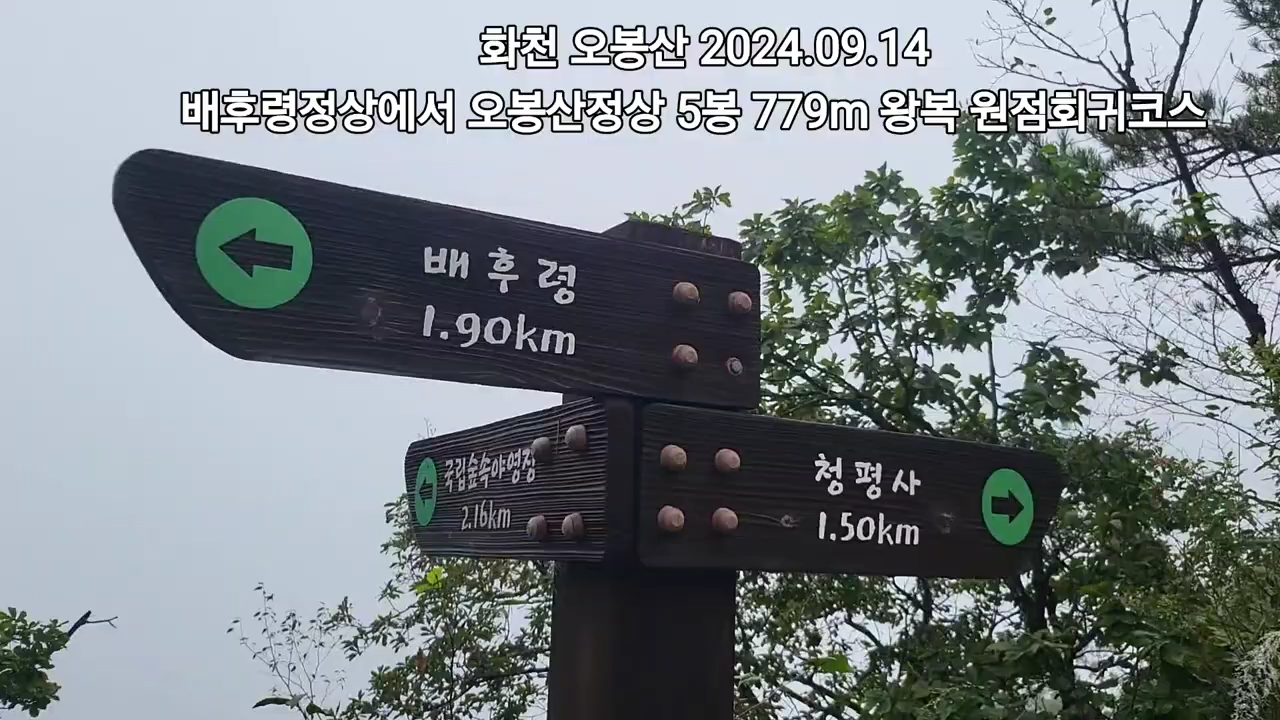 화천 오봉산 2024.09.14
배후령정상에서 오봉산정상 5봉 779m 왕복 원점회귀코스
배후령
1.90km
국립숲속야영장
2.16km
청평사
1.50km